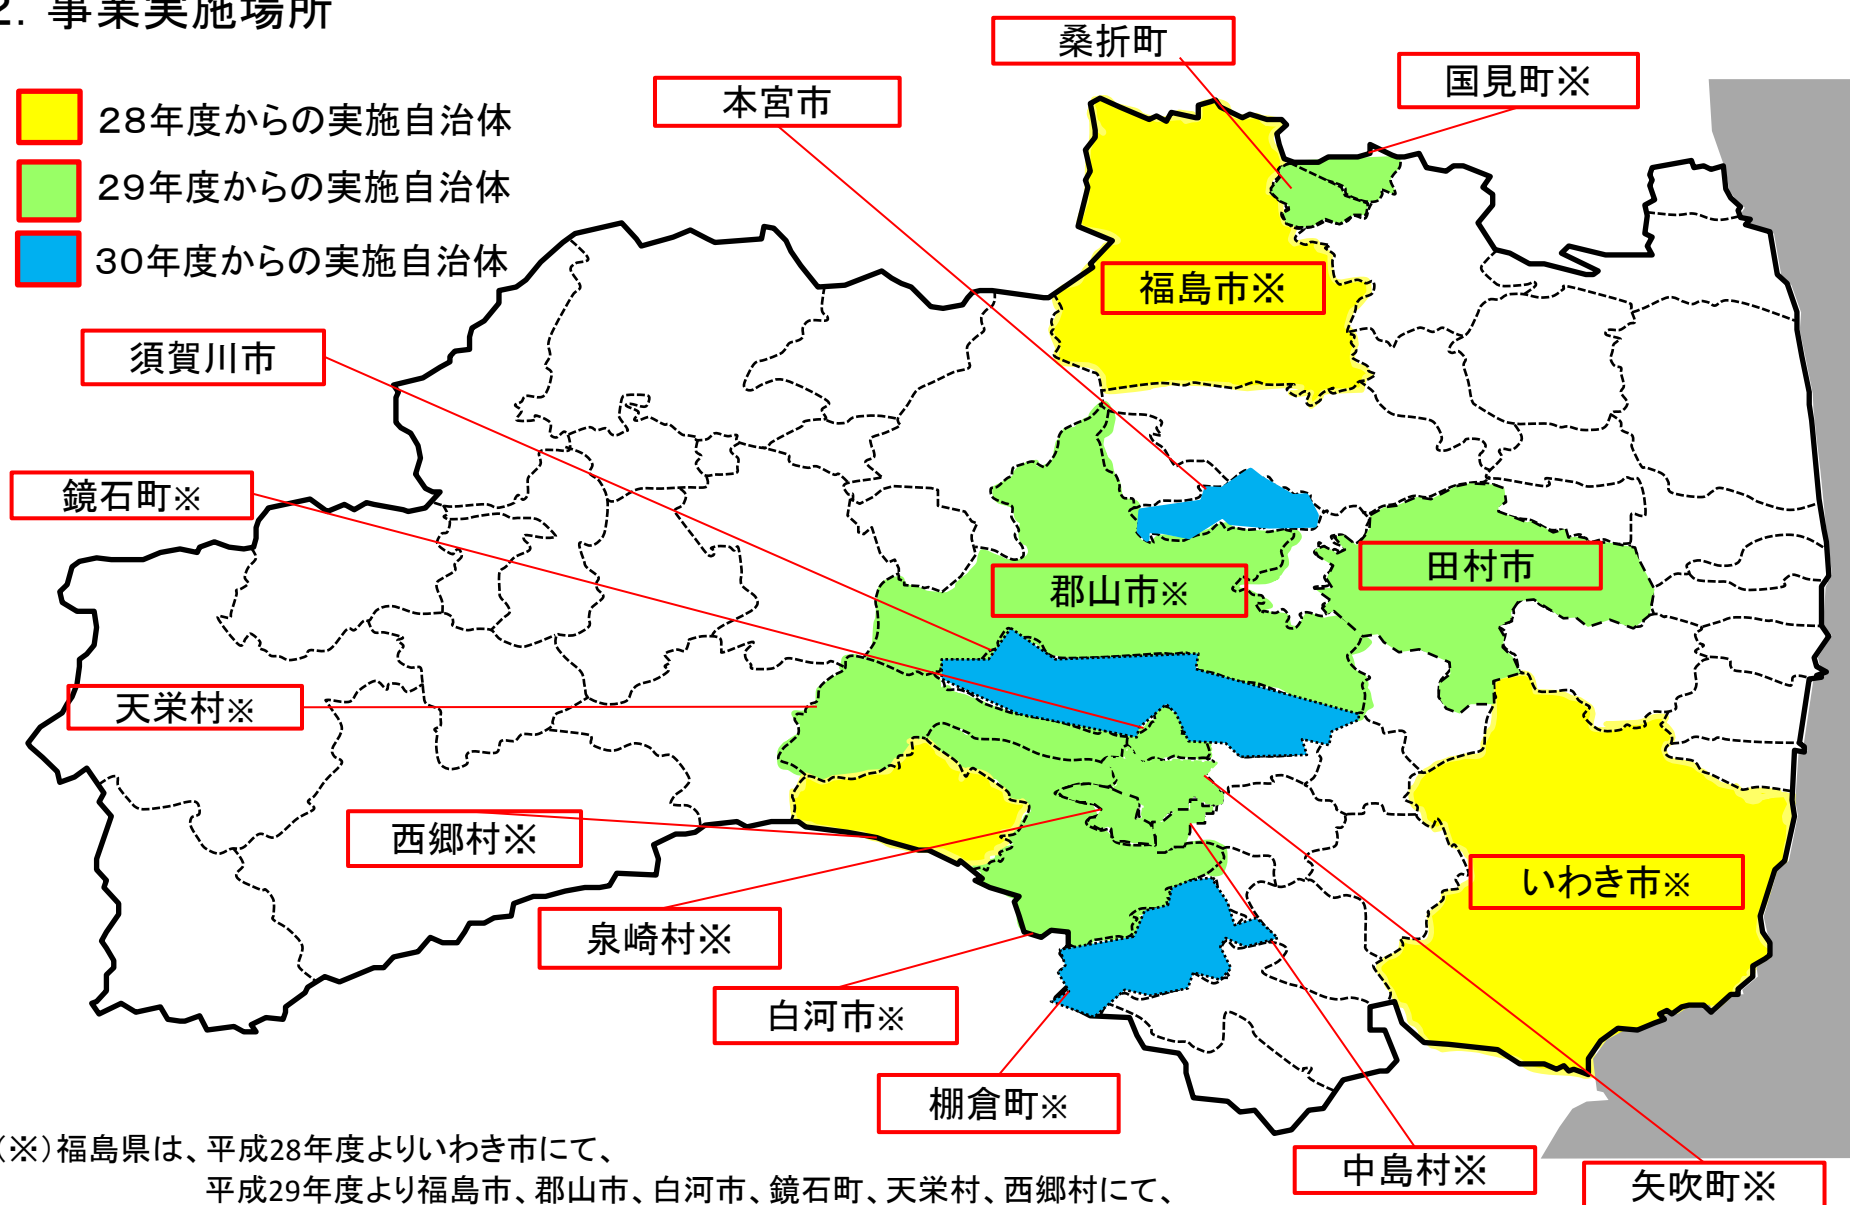 2. 事業実施場所
桑折町
国見町※
本宮市
28年度からの実施自治体
29年度からの実施自治体
30年度からの実施自治体
福島市※
須賀川市
鏡石町※
郡山市※
田村市
天栄村※
西郷村※
いわき市※
泉崎村※
白河市※
棚倉町※
中島村※
矢吹町※
(※)福島県は、平成28年度よりいわき市にて、
平成29年度より福島市、郡山市、白河市、鏡石町、天栄村、西郷村にて、